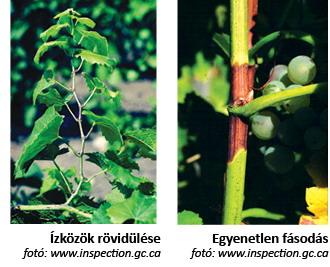 Ízközök rövidülése
fotó: www.inspection.gc.ca
Egyenetlen fásodás
fotó: www.inspection.gc.ca